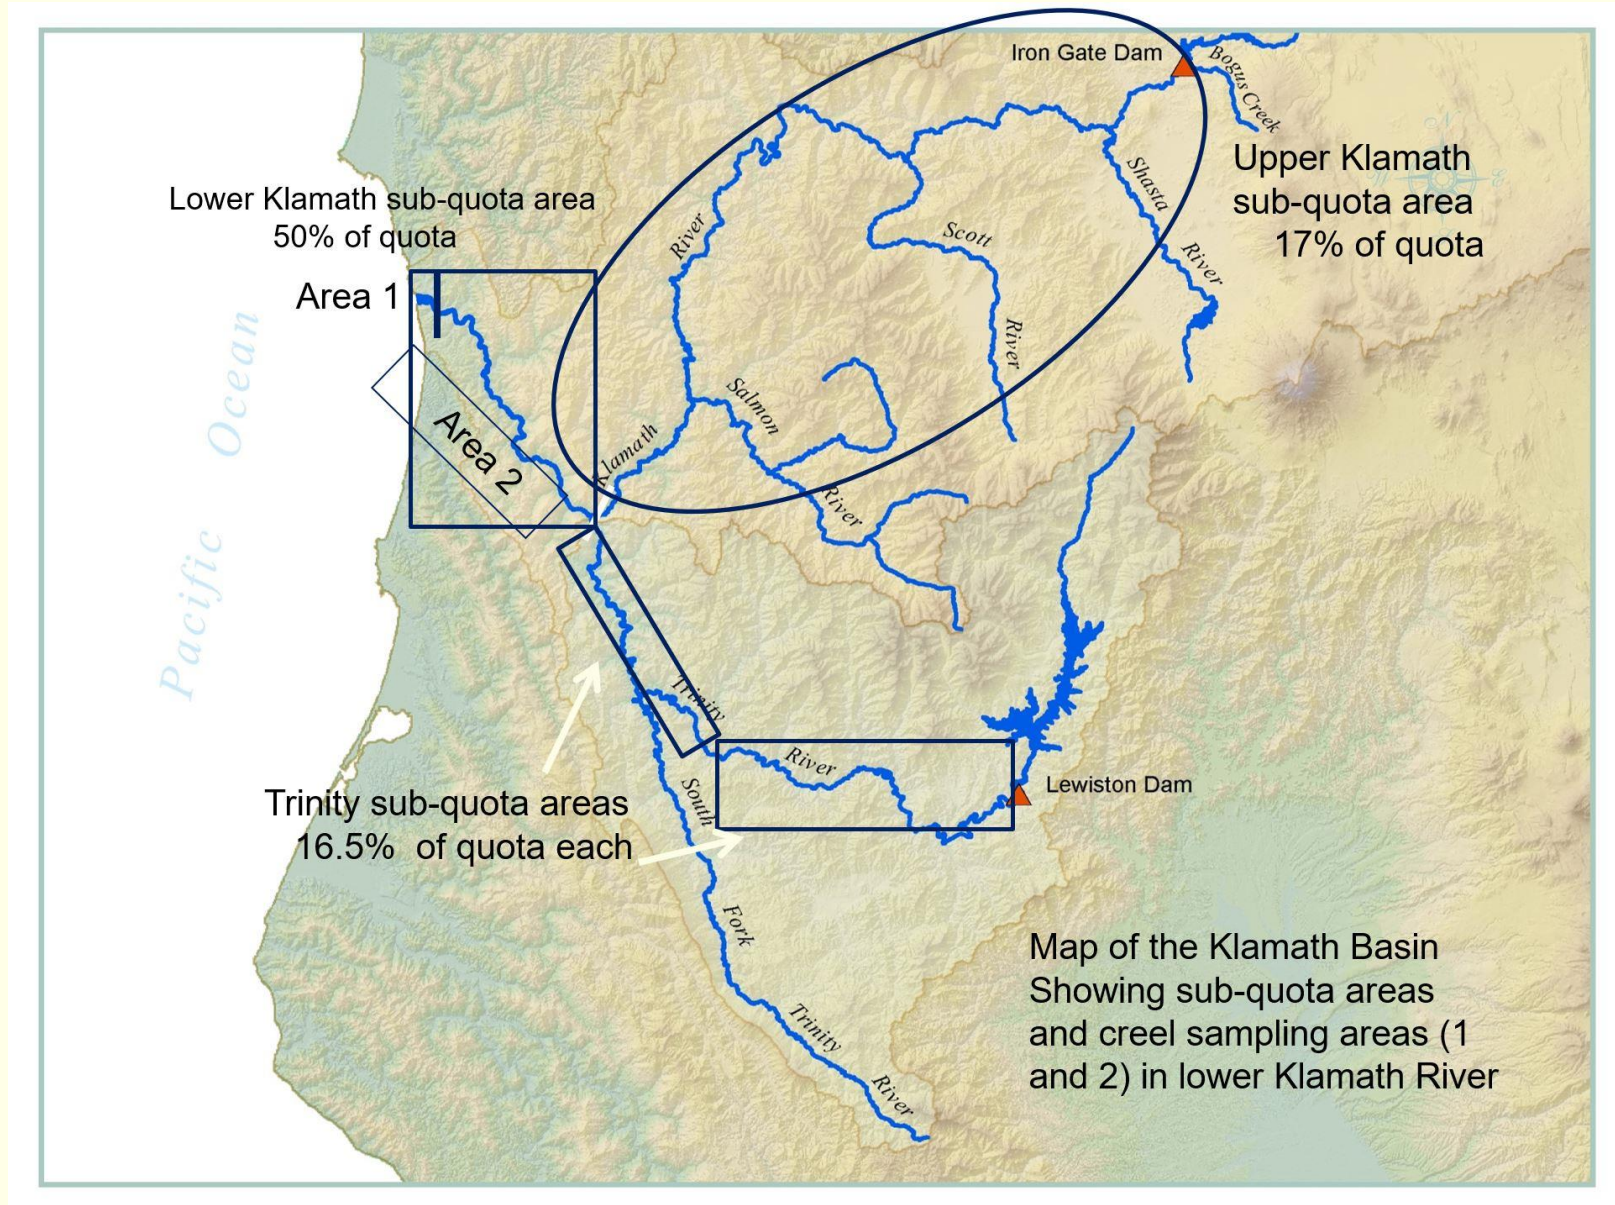 Iron Gate Dam
Bogus Creek
Upper Klamath
sub-quota area
17% of quota
Shasta
River
Lower Klamath sub-quota area
50% of quota
Area 1
Area 2
River
Scott
River
Salmon
River
Klamath
Pacific Ocean
Trinity
River
Lewiston Dam
Trinity sub-quota areas
16.5% of quota each
South
Fork
Trinity
River
Map of the Klamath Basin
Showing sub-quota areas
and creel sampling areas (1
and 2) in lower Klamath River